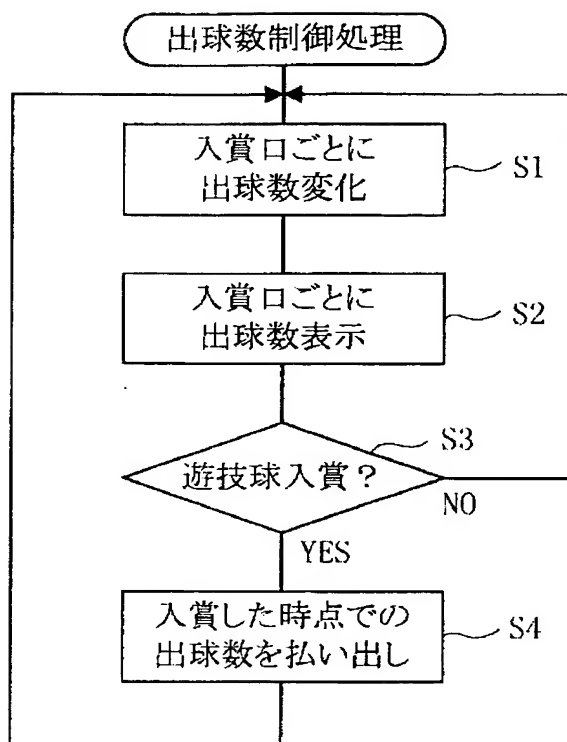 出球数制御処理
入賞口ごとに
出球数変化
S1
入賞口ごとに
出球数表示
S2
S3
遊技球入賞？
NO
YES
入賞した時点での
出球数を払い出し
S4